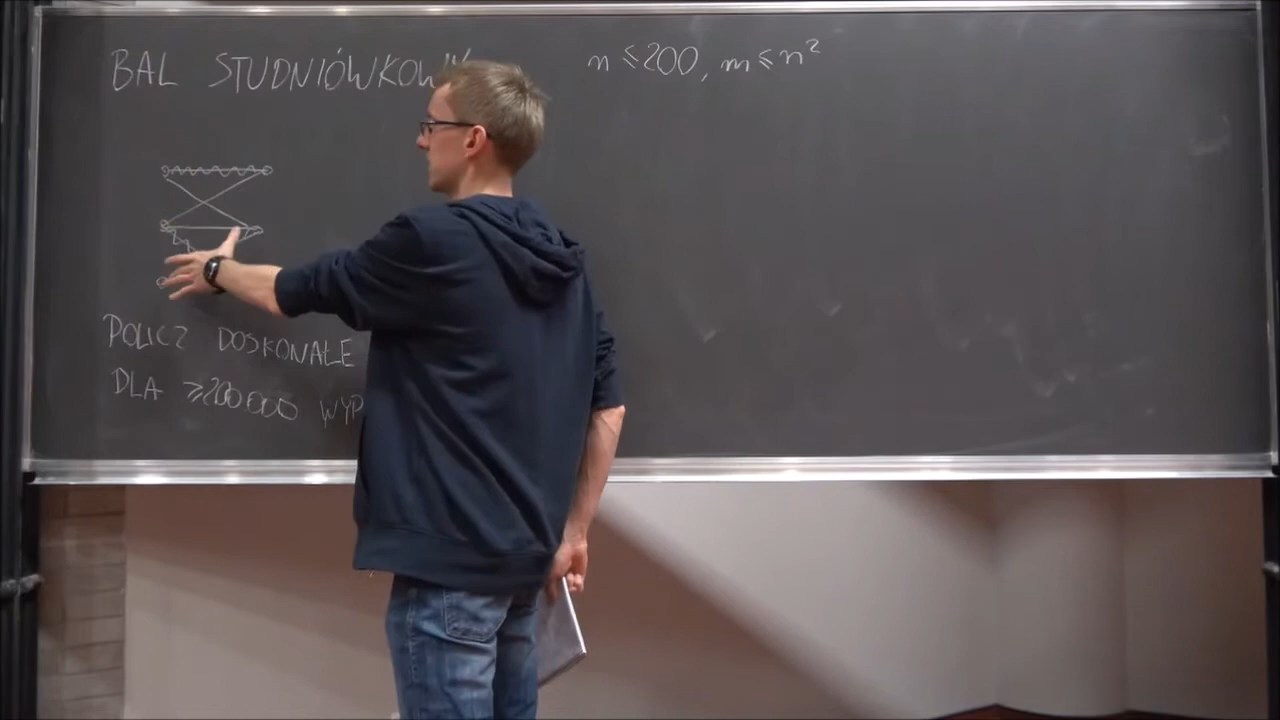 BAL STUDNIÓWKOWY
n ≤ 200, m ≤ n²
POLICZ DOSKONAŁE
DLA ≥200.000 WYP